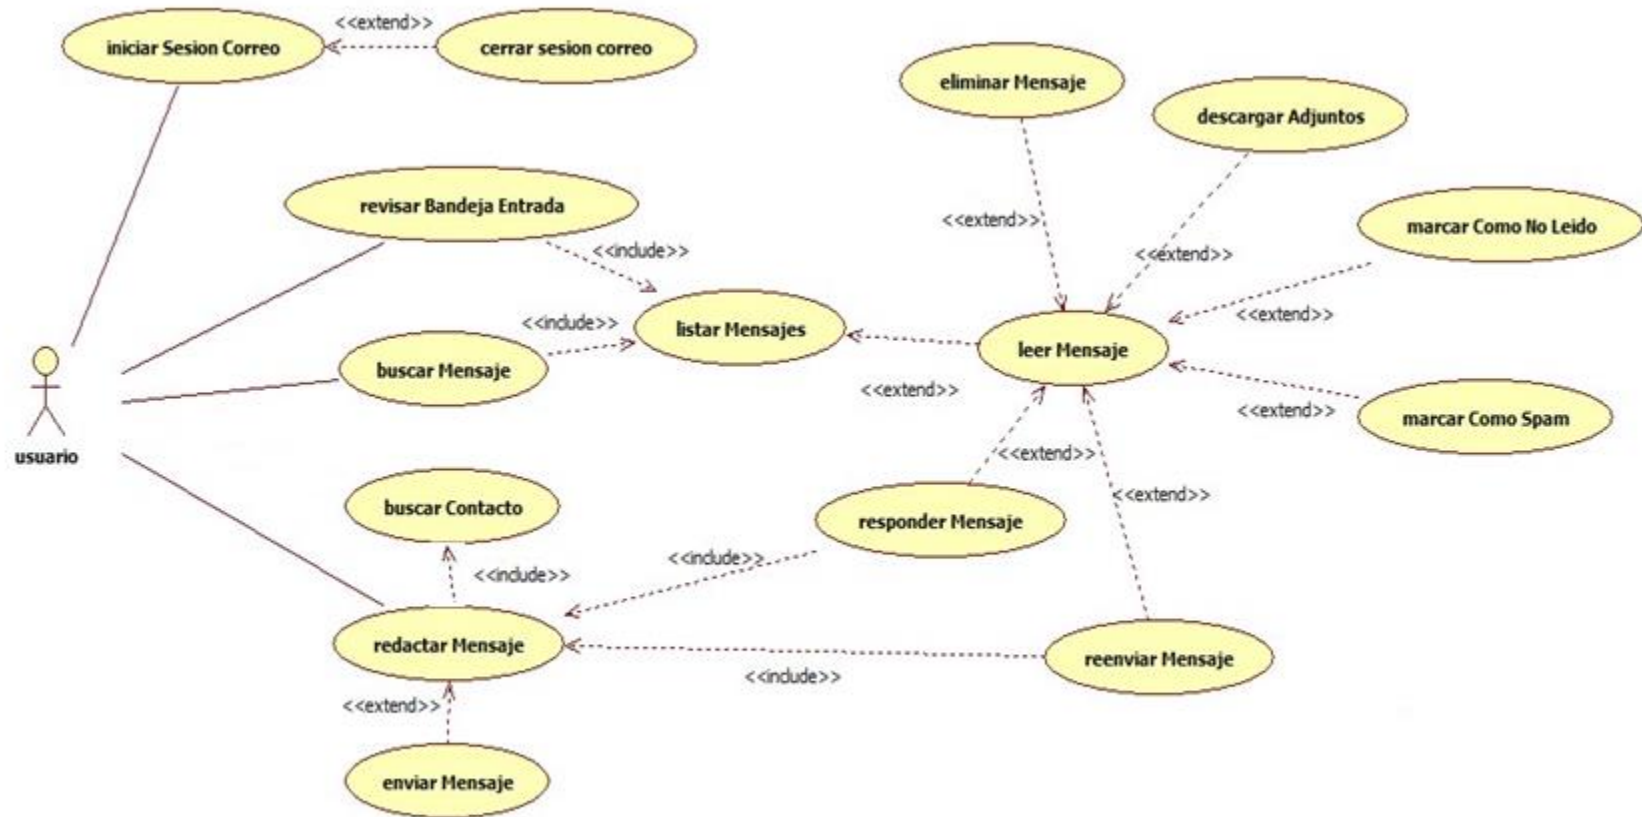 <<extend>>
iniciar Sesion Correo
cerrar sesion correo
eliminar Mensaje
descargar Adjuntos
revisar Bandeja Entrada
<<include>>
<<extend>>
<<extend>>
marcar Como No Leido
<<include>>
listar Mensajes
<<extend>>
leer Mensaje
buscar Mensaje
<<extend>>
<<extend>>
marcar Como Spam
usuario
<<extend>>
<<extend>>
buscar Contacto
responder Mensaje
<<include>>
<<include>>
redactar Mensaje
reenviar Mensaje
<<include>>
<<extend>>
enviar Mensaje